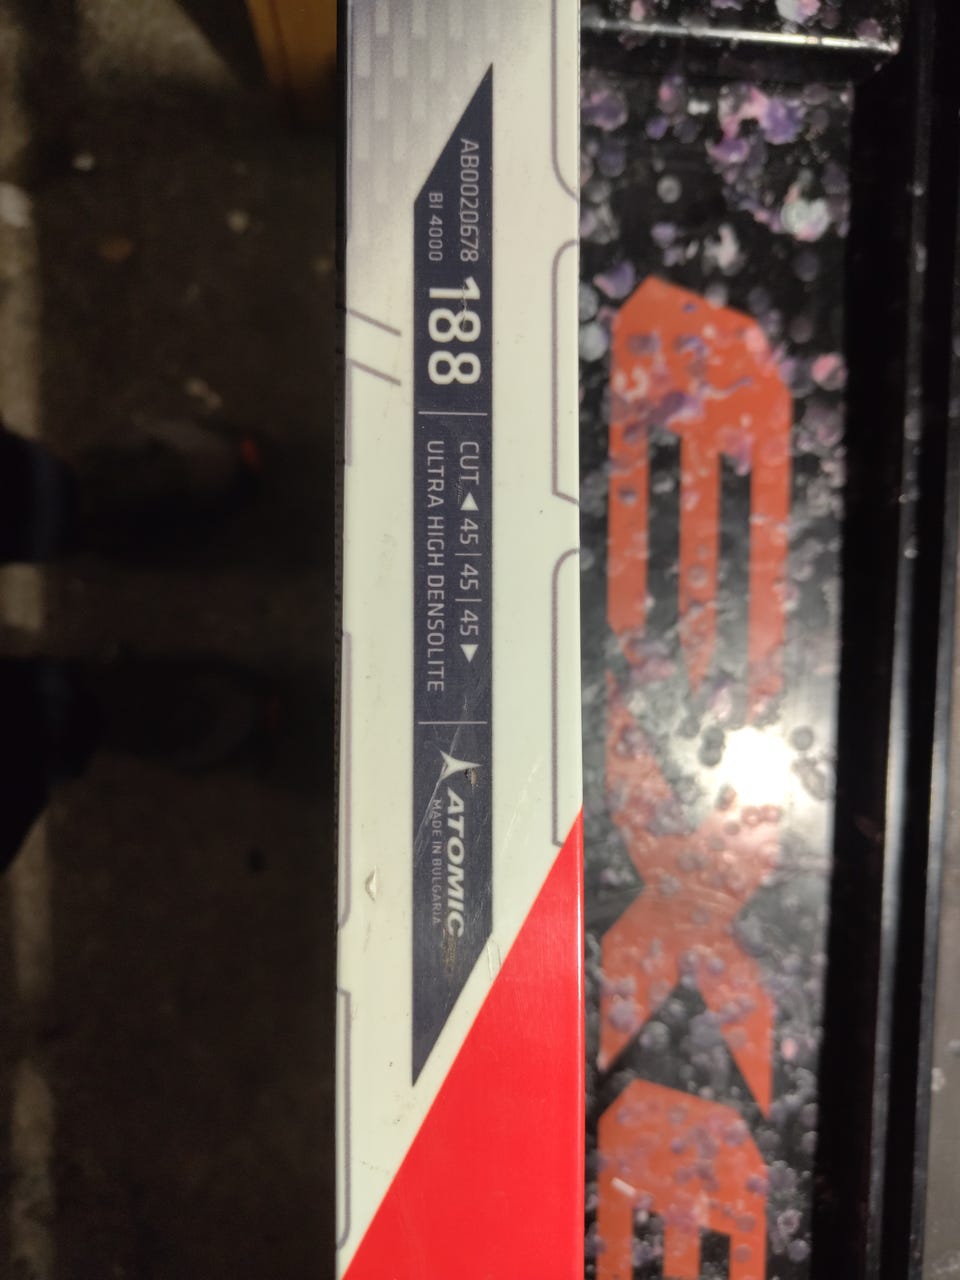 AB0020678
BI 4000
188
CUT ◀ 45 | 45 | 45 ▶
ULTRA HIGH DENSOLITE
ATOMIC
MADE IN BULGARIA